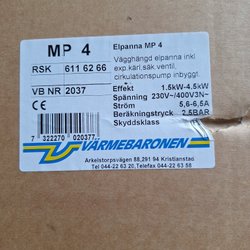 MP 4
RSK 611 62 66
VB NR 2037
7 322270 020377
Elpanna MP 4
Vägghängd elpanna inkl
exp.kärl,säk.ventil,
cirkulationspump inbyggt.
Effekt 1.5kW-4.5kW
Spänning 230V~/400V3N~
Ström 5,6-6,5A
Beräkningstryck 2.5BAR
Skyddsklass
VÄRMEBARONEN
Arkelstorpsvägen 88,291 94 Kristianstad
Tel 044-22 63 20, Telefax 044-22 63 58